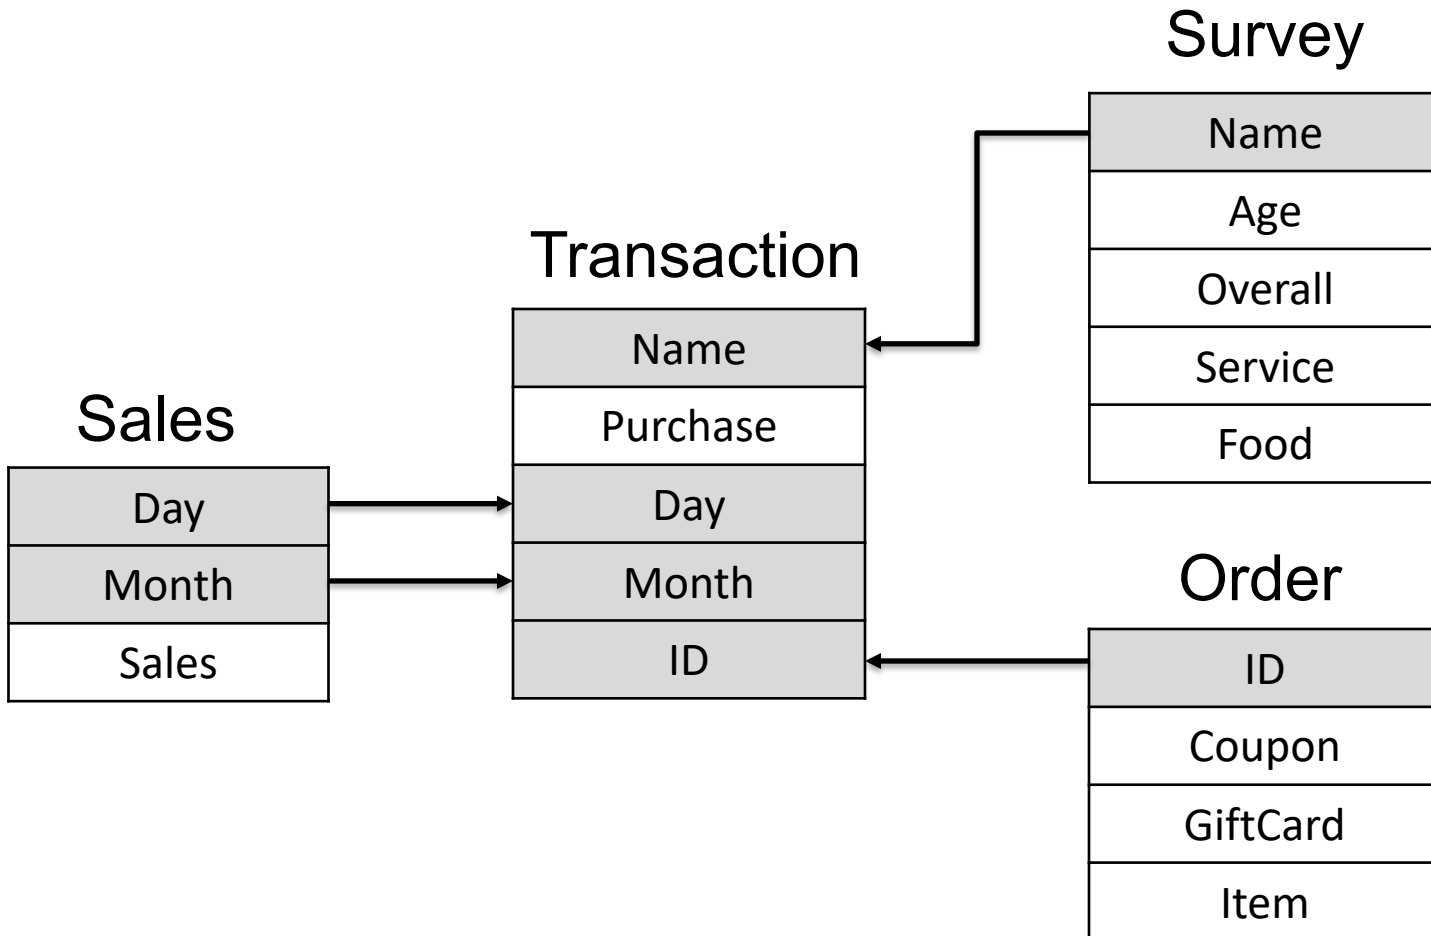 Survey
Name
Age
Overall
Service
Food
Transaction
Name
Purchase
Day
Month
ID
Sales
Day
Month
Sales
Order
ID
Coupon
GiftCard
Item